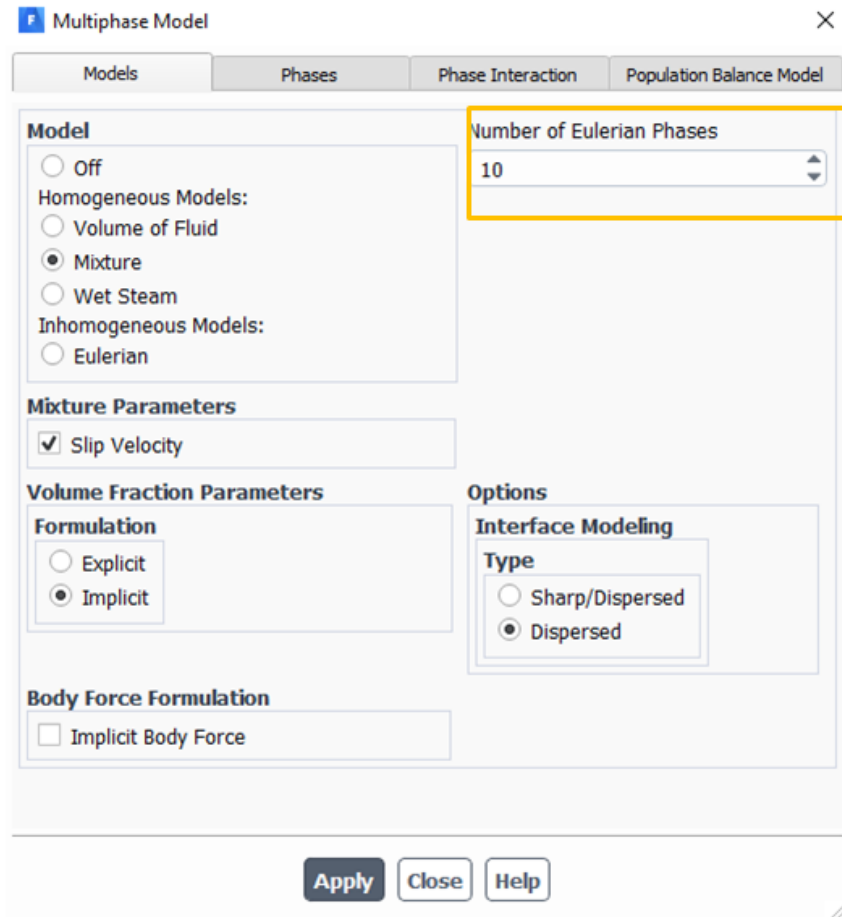 Multiphase Model
Models Phases Phase Interaction Population Balance Model
Model
Off
Homogeneous Models:
Volume of Fluid
Mixture
Wet Steam
Inhomogeneous Models:
Eulerian
Number of Eulerian Phases
10
Mixture Parameters
Slip Velocity
Volume Fraction Parameters
Formulation
Explicit
Implicit
Options
Interface Modeling
Type
Sharp/Dispersed
Dispersed
Body Force Formulation
Implicit Body Force
Apply Close Help